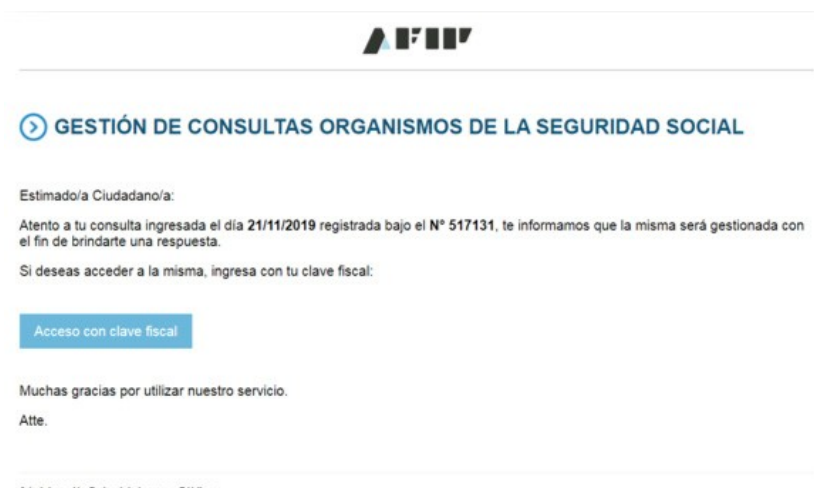 AFIP
GESTIÓN DE CONSULTAS ORGANISMOS DE LA SEGURIDAD SOCIAL
Estimado/a Ciudadano/a:
Atento a tu consulta ingresada el día 21/11/2019 registrada bajo el N° 517131, te informamos que la misma será gestionada con
el fin de brindarte una respuesta.
Si deseas acceder a la misma, ingresa con tu clave fiscal:
Acceso con clave fiscal
Muchas gracias por utilizar nuestro servicio.
Atte.